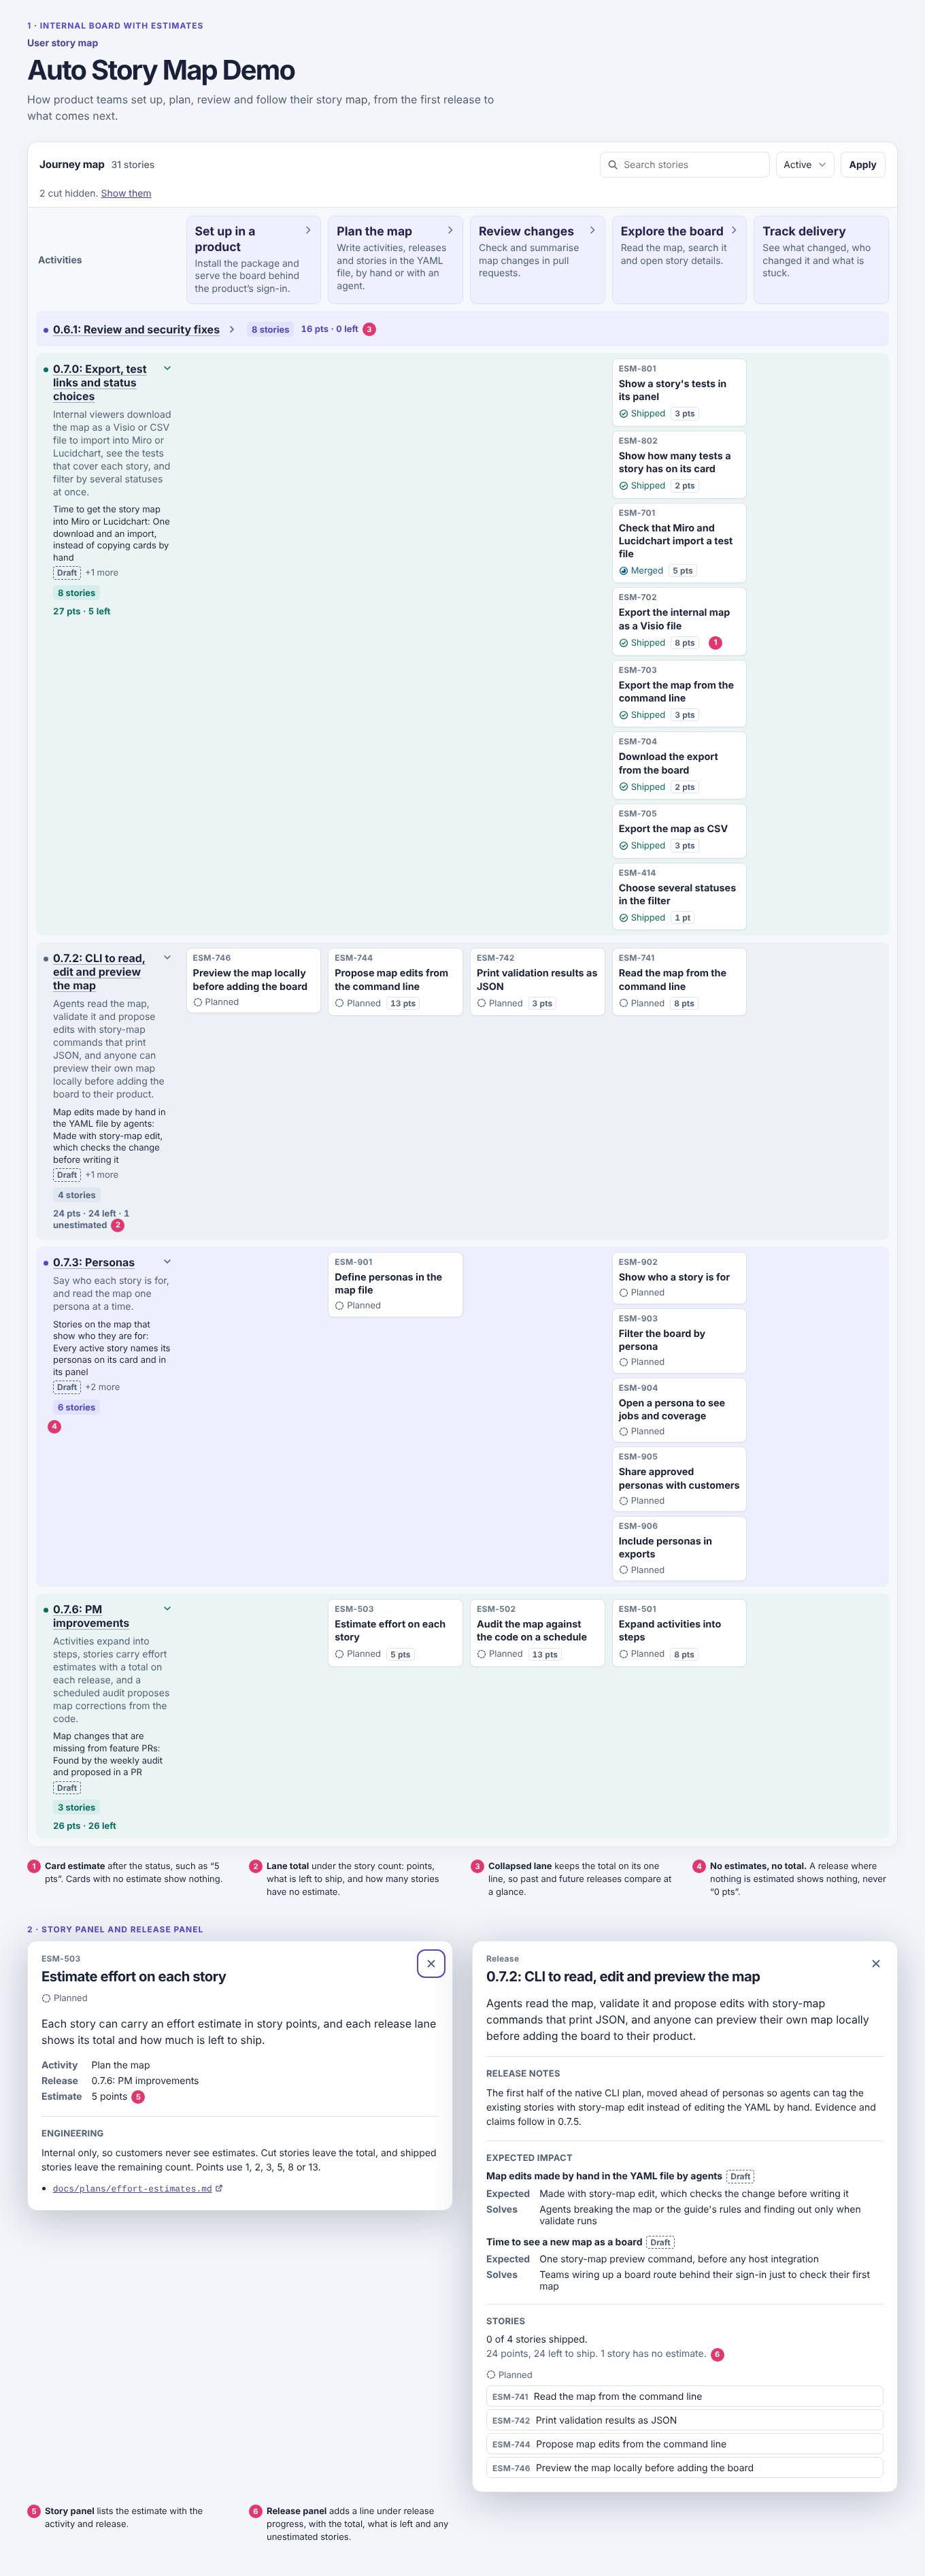 1 · INTERNAL BOARD WITH ESTIMATES
User story map
Auto Story Map Demo
How product teams set up, plan, review and follow their story map, from the first release to
what comes next.
Journey map 31 stories
Search stories
Active
Apply
2 cut hidden. Show them
Activities
Set up in a
product
Install the package and
serve the board behind
the product's sign-in.
Plan the map
Write activities, releases
and stories in the YAML
file, by hand or with an
agent.
Review changes
Check and summarise
map changes in pull
requests.
Explore the board
Read the map, search it
and open story details.
Track delivery
See what changed, who
changed it and what is
stuck.
0.6.1: Review and security fixes 8 stories 16 pts · 0 left 3
0.7.0: Export, test
links and status
choices
Internal viewers download
the map as a Visio or CSV
file to import into Miro or
Lucidchart, see the tests
that cover each story, and
filter by several statuses
at once.
Time to get the story map
into Miro or Lucidchart: One
download and an import,
instead of copying cards by
hand
Draft +1 more
8 stories
27 pts · 5 left
ESM-801
Show a story's tests in
its panel
Shipped 3 pts
ESM-802
Show how many tests a
story has on its card
Shipped 2 pts
ESM-701
Check that Miro and
Lucidchart import a test
file
Merged 5 pts
ESM-702
Export the internal map
as a Visio file
Shipped 8 pts 1
ESM-703
Export the map from the
command line
Shipped 3 pts
ESM-704
Download the export
from the board
Shipped 2 pts
ESM-705
Export the map as CSV
Shipped 3 pts
ESM-414
Choose several statuses
in the filter
Shipped 1 pt
0.7.2: CLI to read,
edit and preview
the map
Agents read the map,
validate it and propose
edits with story-map
commands that print
JSON, and anyone can
preview their own map
locally before adding the
board to their product.
Map edits made by hand in
the YAML file by agents:
Made with story-map edit,
which checks the change
before writing it
Draft +1 more
4 stories
24 pts · 24 left · 1
unestimated 2
ESM-746
Preview the map locally
before adding the board
Planned
ESM-744
Propose map edits from
the command line
Planned 13 pts
ESM-742
Print validation results as
JSON
Planned 3 pts
ESM-741
Read the map from the
command line
Planned 8 pts
0.7.3: Personas
Say who each story is for,
and read the map one
persona at a time.
Stories on the map that
show who they are for:
Every active story names its
personas on its card and in
its panel
Draft +2 more
6 stories
4
ESM-901
Define personas in the
map file
Planned
ESM-902
Show who a story is for
Planned
ESM-903
Filter the board by
persona
Planned
ESM-904
Open a persona to see
jobs and coverage
Planned
ESM-905
Share approved
personas with customers
Planned
ESM-906
Include personas in
exports
Planned
0.7.6: PM
improvements
Activities expand into
steps, stories carry effort
estimates with a total on
each release, and a
scheduled audit proposes
map corrections from the
code.
Map changes that are
missing from feature PRs:
Found by the weekly audit
and proposed in a PR
Draft
3 stories
26 pts · 26 left
ESM-503
Estimate effort on each
story
Planned 5 pts
ESM-502
Audit the map against
the code on a schedule
Planned 13 pts
ESM-501
Expand activities into
steps
Planned 8 pts
1 Card estimate after the status, such as “5
pts”. Cards with no estimate show nothing.
2 Lane total under the story count: points,
what is left to ship, and how many stories
have no estimate.
3 Collapsed lane keeps the total on its one
line, so past and future releases compare at
a glance.
4 No estimates, no total. A release where
nothing is estimated shows nothing, never
“0 pts”.
2 · STORY PANEL AND RELEASE PANEL
ESM-503
Estimate effort on each story
Planned
Each story can carry an effort estimate in story points, and each release lane
shows its total and how much is left to ship.
Activity Plan the map
Release 0.7.6: PM improvements
Estimate 5 points 5
ENGINEERING
Internal only, so customers never see estimates. Cut stories leave the total, and shipped
stories leave the remaining count. Points use 1, 2, 3, 5, 8 or 13.
• docs/plans/effort-estimates.md
Release
0.7.2: CLI to read, edit and preview the map
Agents read the map, validate it and propose edits with story-map
commands that print JSON, and anyone can preview their own map locally
before adding the board to their product.
RELEASE NOTES
The first half of the native CLI plan, moved ahead of personas so agents can tag the
existing stories with story-map edit instead of editing the YAML by hand. Evidence and
claims follow in 0.7.5.
EXPECTED IMPACT
Map edits made by hand in the YAML file by agents Draft
Expected Made with story-map edit, which checks the change before writing it
Solves Agents breaking the map or the guide's rules and finding out only when
validate runs
Time to see a new map as a board Draft
Expected One story-map preview command, before any host integration
Solves Teams wiring up a board route behind their sign-in just to check their first
map
STORIES
0 of 4 stories shipped.
24 points, 24 left to ship. 1 story has no estimate. 6
Planned
ESM-741 Read the map from the command line
ESM-742 Print validation results as JSON
ESM-744 Propose map edits from the command line
ESM-746 Preview the map locally before adding the board
5 Story panel lists the estimate with the
activity and release.
6 Release panel adds a line under release
progress, with the total, what is left and any
unestimated stories.